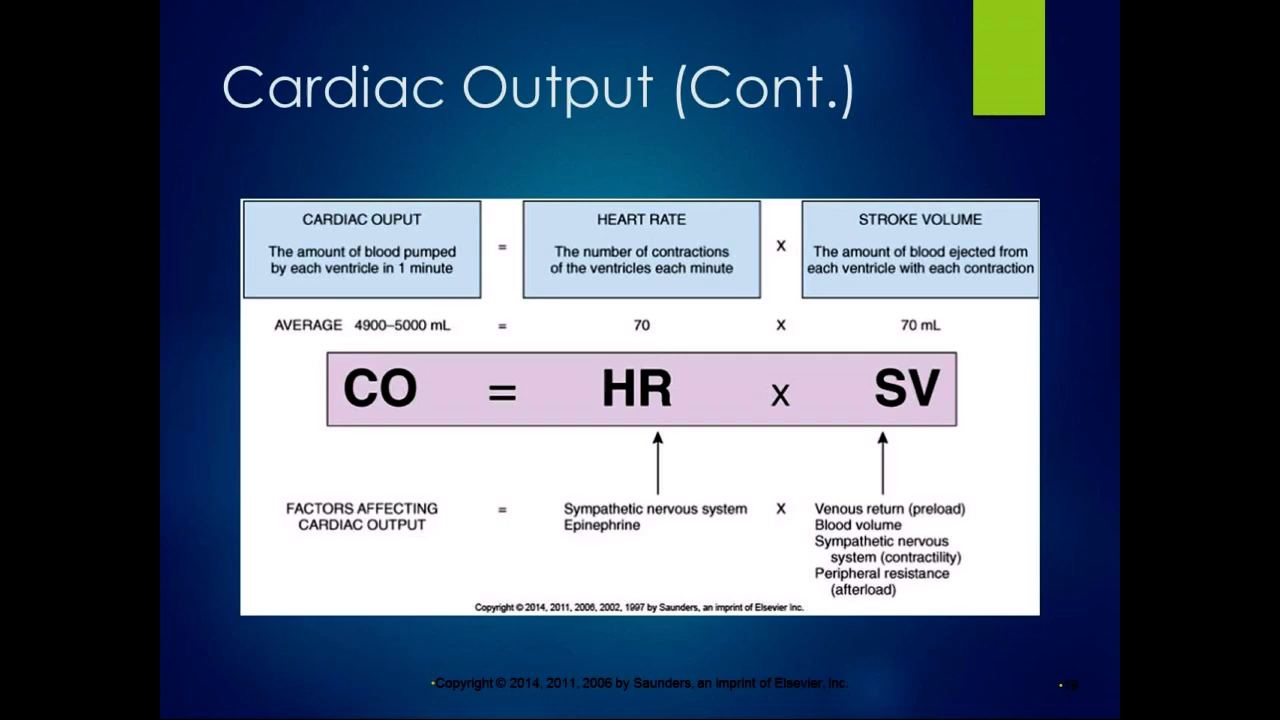 Cardiac Output (Cont.)
CARDIAC OUPUT
The amount of blood pumped
by each ventricle in 1 minute
=
HEART RATE
The number of contractions
of the ventricles each minute
X
STROKE VOLUME
The amount of blood ejected from
each ventricle with each contraction
AVERAGE 4900–5000 mL = 70 X 70 mL
CO = HR x SV
FACTORS AFFECTING
CARDIAC OUTPUT
=
Sympathetic nervous system
Epinephrine
X
Venous return (preload)
Blood volume
Sympathetic nervous
system (contractility)
Peripheral resistance
(afterload)
Copyright © 2014, 2011, 2006, 2002, 1997 by Saunders, an imprint of Elsevier Inc.
•Copyright © 2014, 2011, 2006 by Saunders, an imprint of Elsevier, Inc.